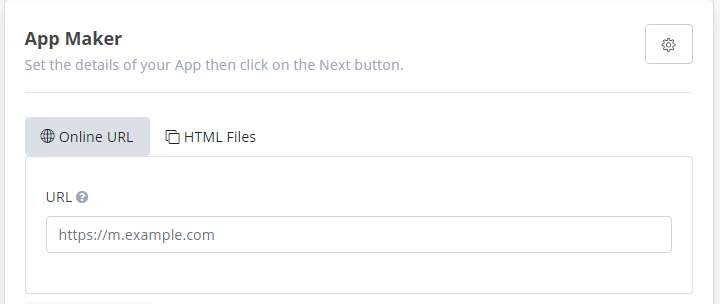 App Maker
Set the details of your App then click on the Next button.
Online URL
HTML Files
URL ?
https://m.example.com